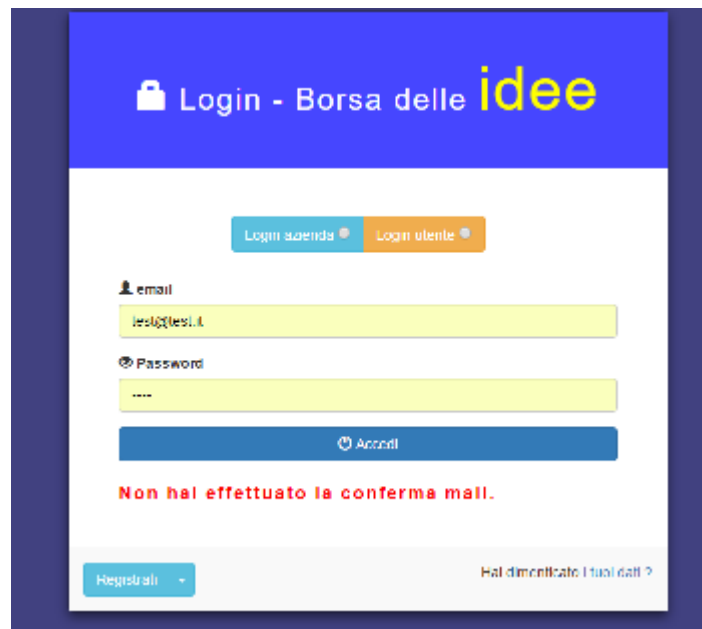 Login - Borsa delle idee
Login azienda Login utente
email
test@test.it
Password
----
Accedi
Non hai effettuato la conferma mail.
Registrati
Hai dimenticato i tuoi dati ?